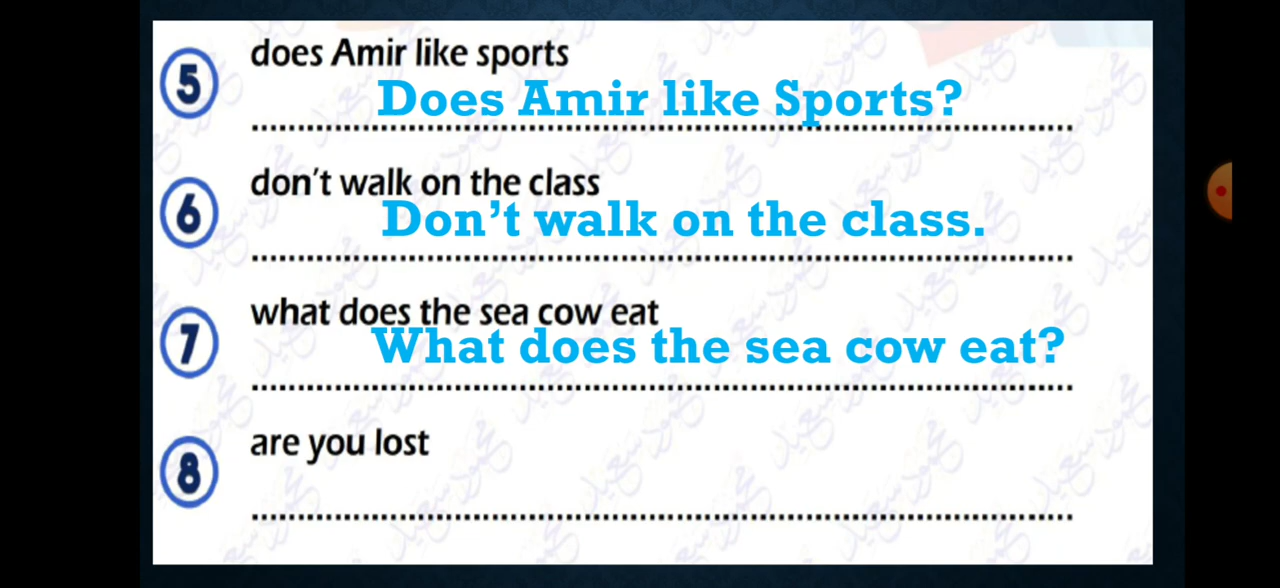 5
does Amir like sports
Does Amir like Sports?
6
don't walk on the class
Don't walk on the class.
7
what does the sea cow eat
What does the sea cow eat?
8
are you lost